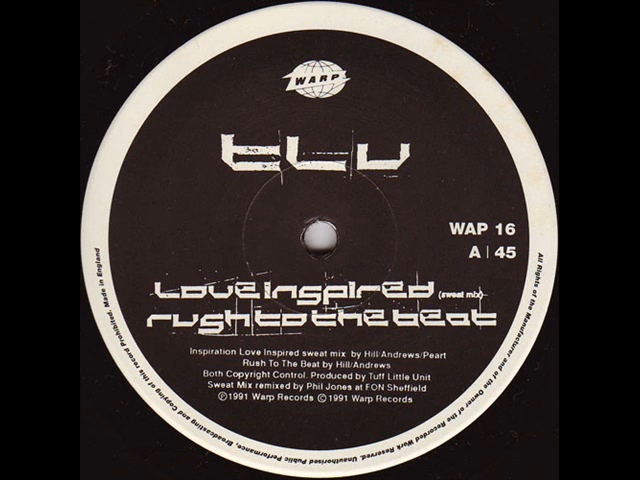 WARP
tLU
WAP 16
A | 45
Love inspired (sweat mix)
rush to the beat
Inspiration Love Inspired sweat mix by Hill/Andrews/Peart
Rush To The Beat by Hill/Andrews
Both Copyright Control. Produced by Tuff Little Unit
Sweat Mix remixed by Phil Jones at FON Sheffield
℗1991 Warp Records ©1991 Warp Records
All Rights of the Manufacturer and of the Owner of the Recorded Work Reserved. Unauthorised Public Performance, Broadcasting and Copying of this record Prohibited. Made in England